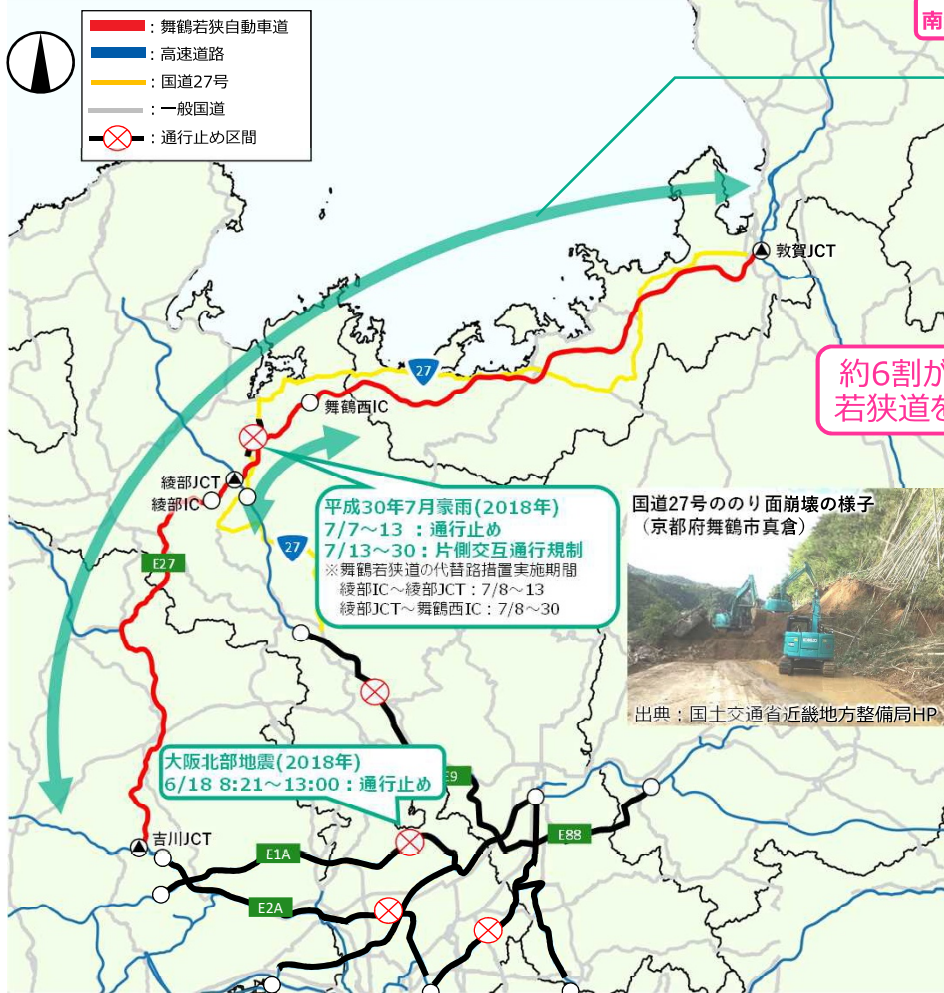 ：舞鶴若狭自動車道
：高速道路
：国道27号
：一般国道
：通行止め区間
南
敦賀JCT
27
約6割が
若狭道を
舞鶴西IC
綾部JCT
綾部IC
平成30年7月豪雨(2018年)
7/7～13 ：通行止め
7/13～30：片側交互通行規制
※舞鶴若狭道の代替路措置実施期間
綾部IC～綾部JCT：7/8～13
綾部JCT～舞鶴西IC：7/8～30
国道27号ののり面崩壊の様子
（京都府舞鶴市真倉）
27
E27
出典：国土交通省近畿地方整備局HP
大阪北部地震(2018年)
6/18 8:21～13:00：通行止め
E9
E88
吉川JCT
E1A
E2A